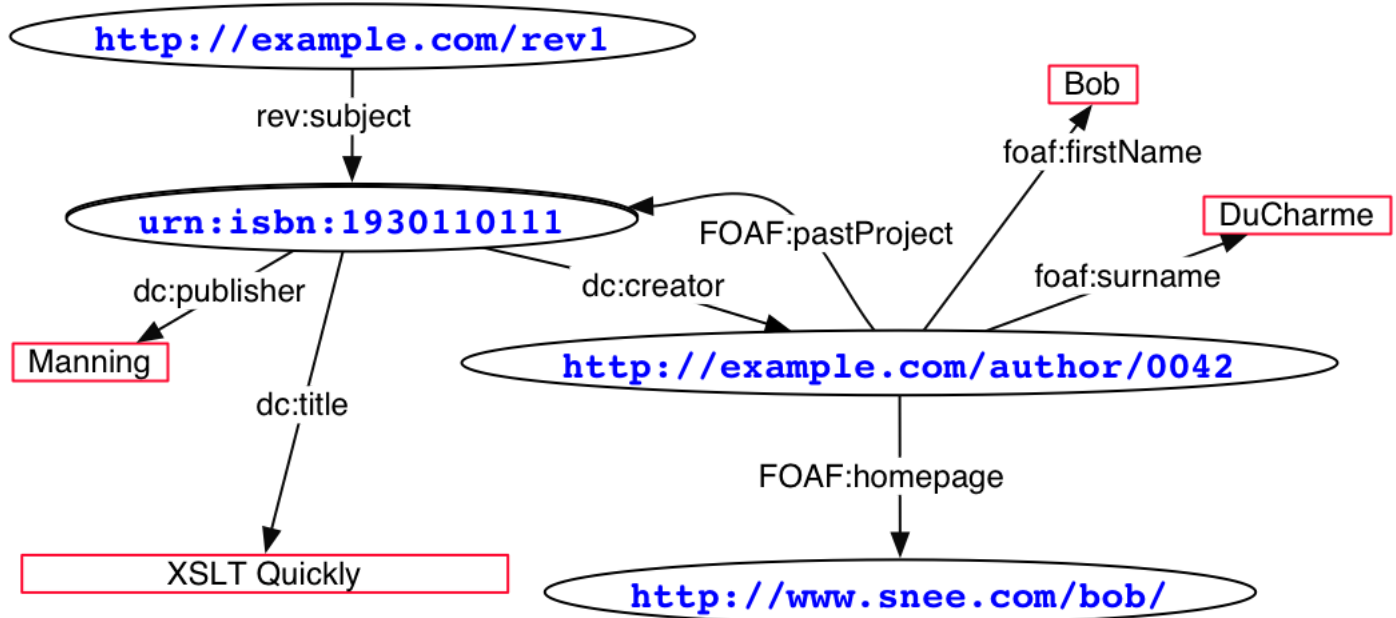 http://example.com/rev1
Bob
rev:subject
foaf:firstName
DuCharme
urn:isbn:1930110111
FOAF:pastProject
foaf:surname
dc:publisher
dc:creator
Manning
http://example.com/author/0042
dc:title
FOAF:homepage
XSLT Quickly
http://www.snee.com/bob/